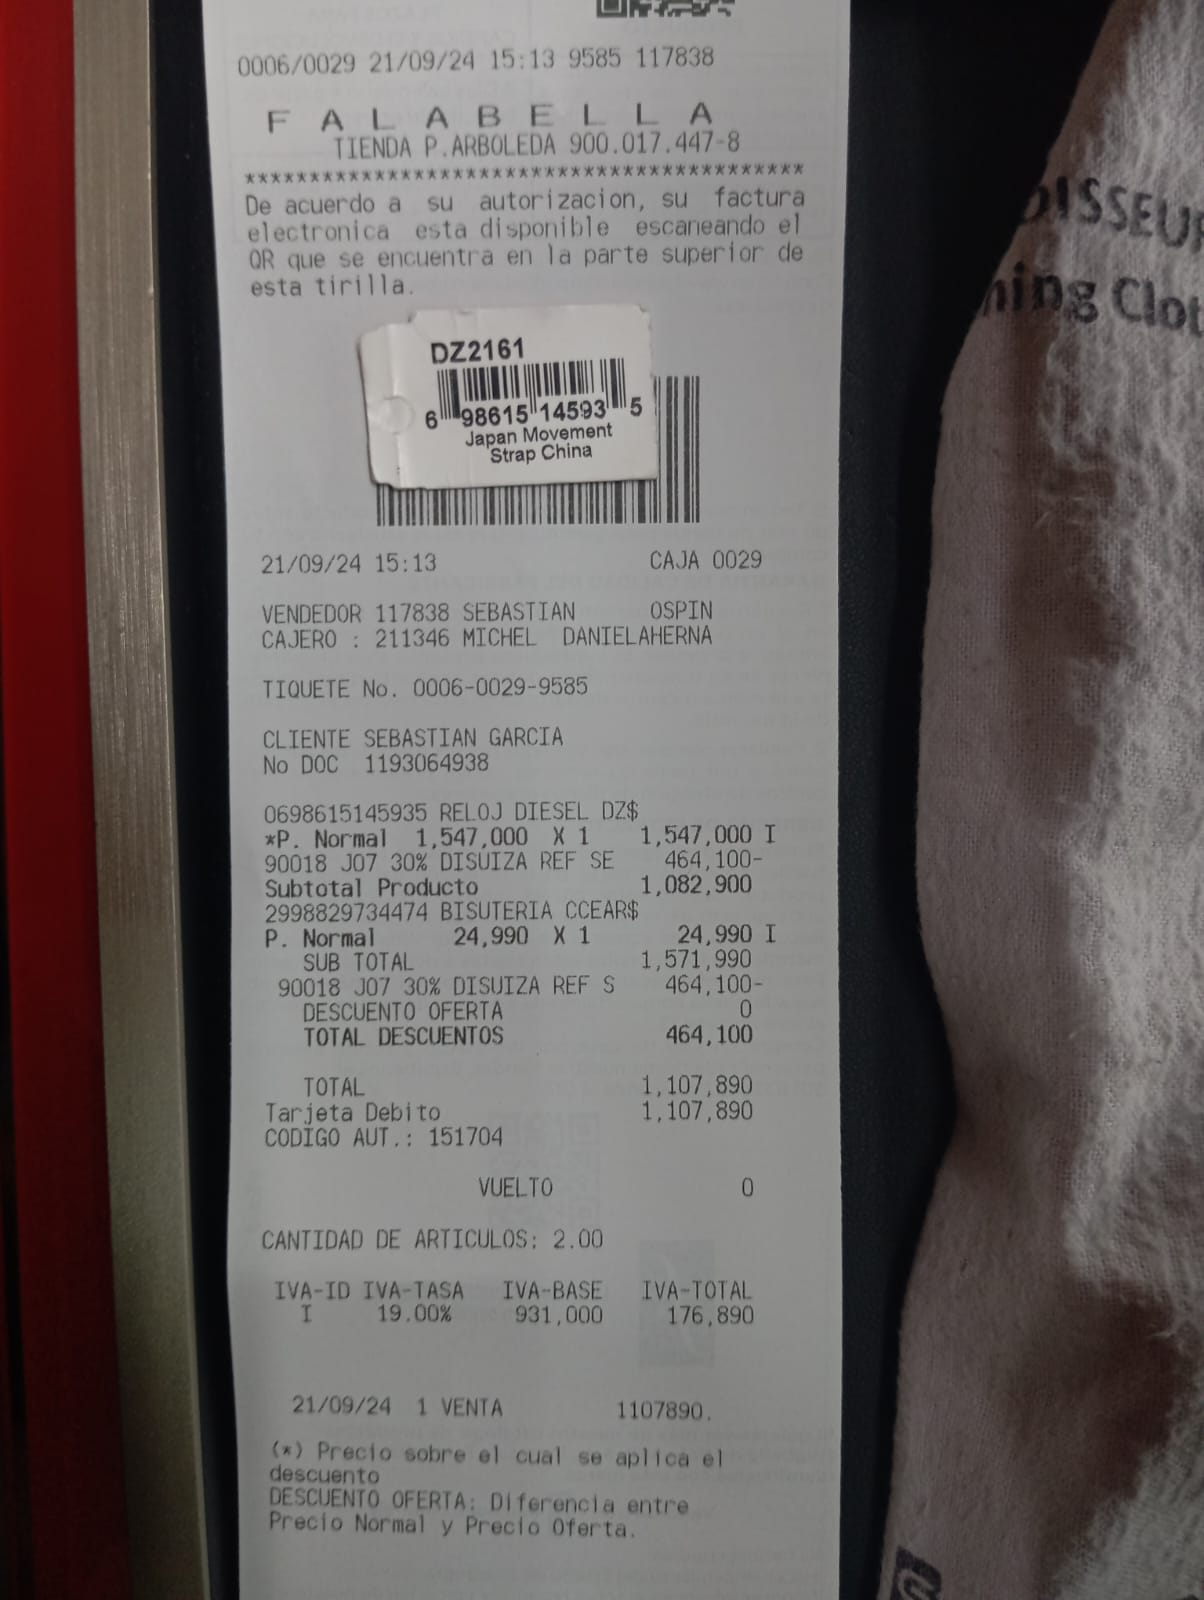 0006/0029 21/09/24 15:13 9585 117838
F A L A B E L L A
TIENDA P.ARBOLEDA 900.017.447-8
*******************************************
De acuerdo a su autorizacion, su factura
electronica esta disponible escaneando el
QR que se encuentra en la parte superior de
esta tirilla.
DZ2161
6 98615 14593 5
Japan Movement
Strap China
21/09/24 15:13 CAJA 0029
VENDEDOR 117838 SEBASTIAN OSPIN
CAJERO : 211346 MICHEL DANIELAHERNA
TIQUETE No. 0006-0029-9585
CLIENTE SEBASTIAN GARCIA
No DOC 1193064938
0698615145935 RELOJ DIESEL DZ$
*P. Normal 1,547,000 X 1 1,547,000 I
90018 J07 30% DISUIZA REF SE 464,100-
Subtotal Producto 1,082,900
2998829734474 BISUTERIA CCEAR$
P. Normal 24,990 X 1 24,990 I
SUB TOTAL 1,571,990
90018 J07 30% DISUIZA REF S 464,100-
DESCUENTO OFERTA 0
TOTAL DESCUENTOS 464,100
TOTAL 1,107,890
Tarjeta Debito 1,107,890
CODIGO AUT.: 151704
VUELTO 0
CANTIDAD DE ARTICULOS: 2.00
IVA-ID IVA-TASA IVA-BASE IVA-TOTAL
I 19.00% 931,000 176,890
21/09/24 1 VENTA 1107890.
(*) Precio sobre el cual se aplica el
descuento
DESCUENTO OFERTA: Diferencia entre
Precio Normal y Precio Oferta.